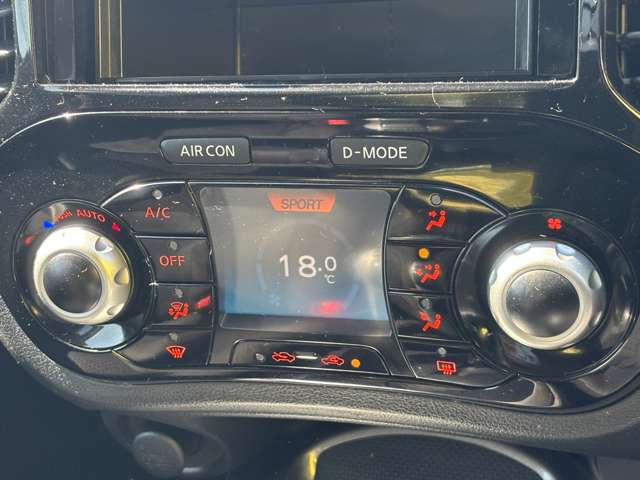 AIR CON
D-MODE
SPORT
AUTO
A/C
OFF
18.0
°C